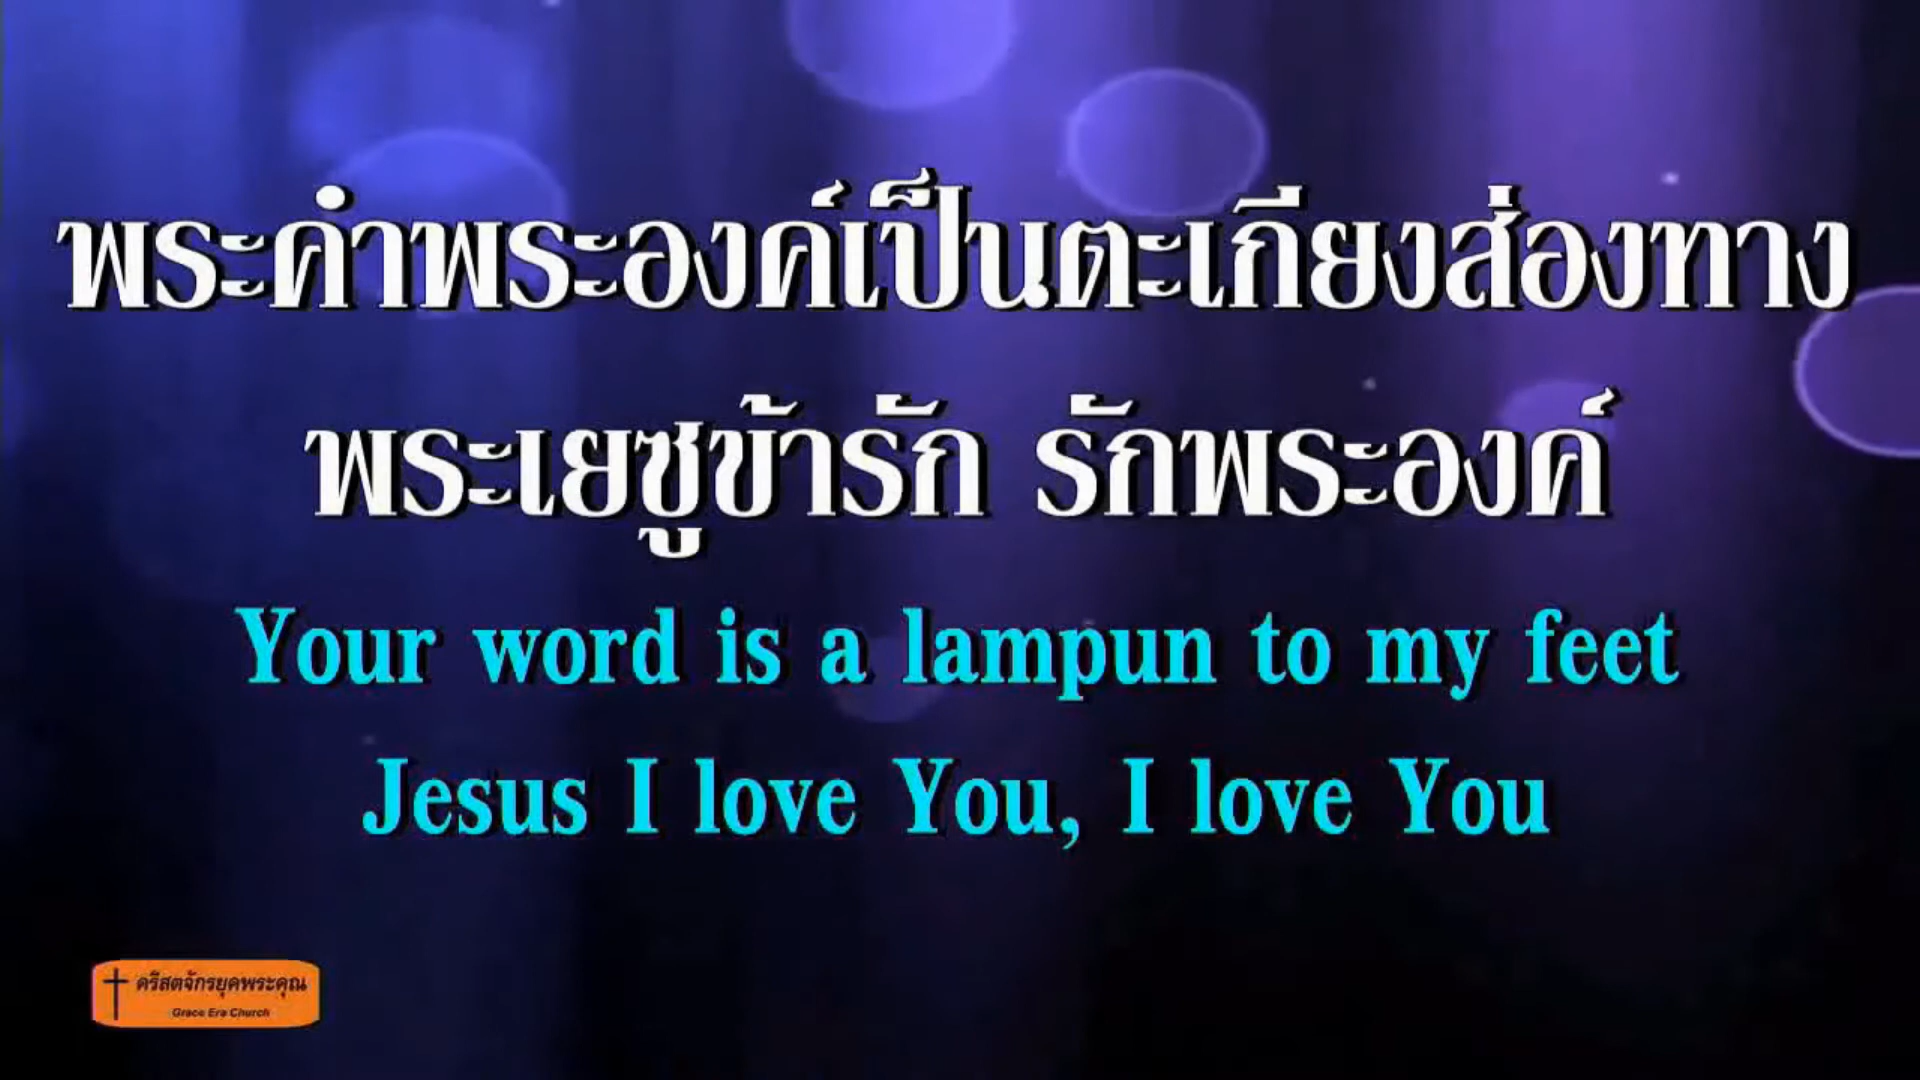 พระคำพระองค์เป็นตะเกียงส่องทาง
พระเยซูข้ารัก รักพระองค์
Your word is a lampun to my feet
Jesus I love You, I love You
คริสตจักรยุคพระคุณ
Grace Era Church